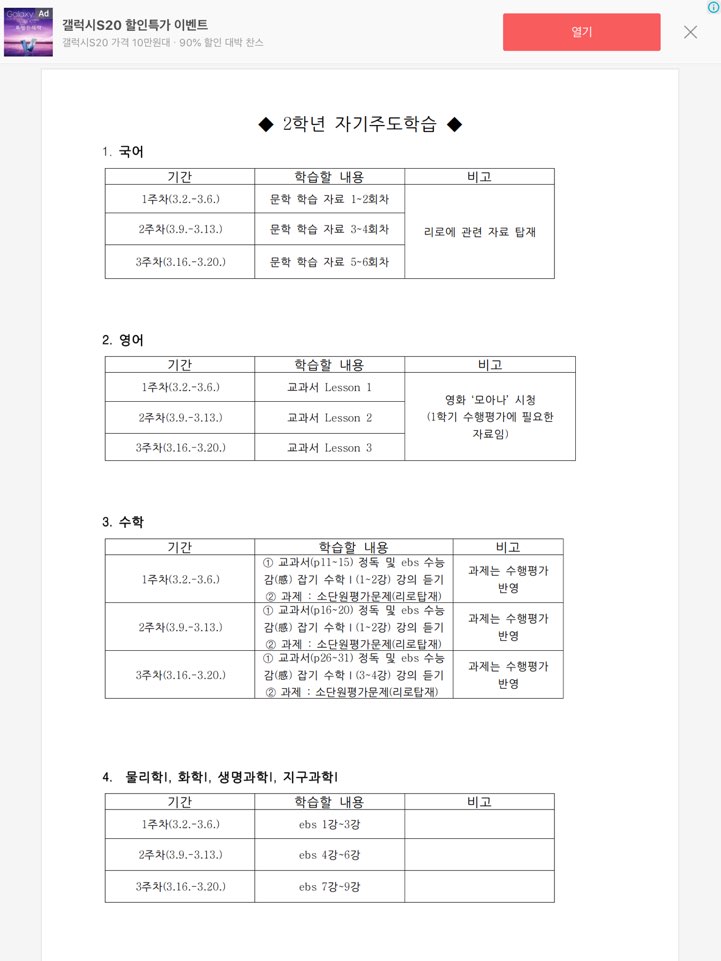 Galaxy
Ad
갤럭시S20 할인특가 이벤트
갤럭시S20 가격 10만원대 · 90% 할인 대박 찬스
열기
◆ 2학년 자기주도학습 ◆
1. 국어
기간 학습할 내용 비고
1주차(3.2.-3.6.) 문학 학습 자료 1~2회차
2주차(3.9.-3.13.) 문학 학습 자료 3~4회차
리로에 관련 자료 탑재
3주차(3.16.-3.20.) 문학 학습 자료 5~6회차
2. 영어
기간 학습할 내용 비고
1주차(3.2.-3.6.) 교과서 Lesson 1
2주차(3.9.-3.13.) 교과서 Lesson 2
3주차(3.16.-3.20.) 교과서 Lesson 3
영화 '모아나' 시청
(1학기 수행평가에 필요한
자료임)
3. 수학
기간 학습할 내용 비고
1주차(3.2.-3.6.)
① 교과서(p11~15) 정독 및 ebs 수능
감(感) 잡기 수학Ⅰ(1~2강) 강의 듣기
② 과제 : 소단원평가문제(리로탑재)
과제는 수행평가
반영
2주차(3.9.-3.13.)
① 교과서(p16~20) 정독 및 ebs 수능
감(感) 잡기 수학Ⅰ(1~2강) 강의 듣기
② 과제 : 소단원평가문제(리로탑재)
과제는 수행평가
반영
3주차(3.16.-3.20.)
① 교과서(p26~31) 정독 및 ebs 수능
감(感) 잡기 수학Ⅰ(3~4강) 강의 듣기
② 과제 : 소단원평가문제(리로탑재)
과제는 수행평가
반영
4. 물리학Ⅰ, 화학Ⅰ, 생명과학Ⅰ, 지구과학Ⅰ
기간 학습할 내용 비고
1주차(3.2.-3.6.) ebs 1강~3강
2주차(3.9.-3.13.) ebs 4강~6강
3주차(3.16.-3.20.) ebs 7강~9강